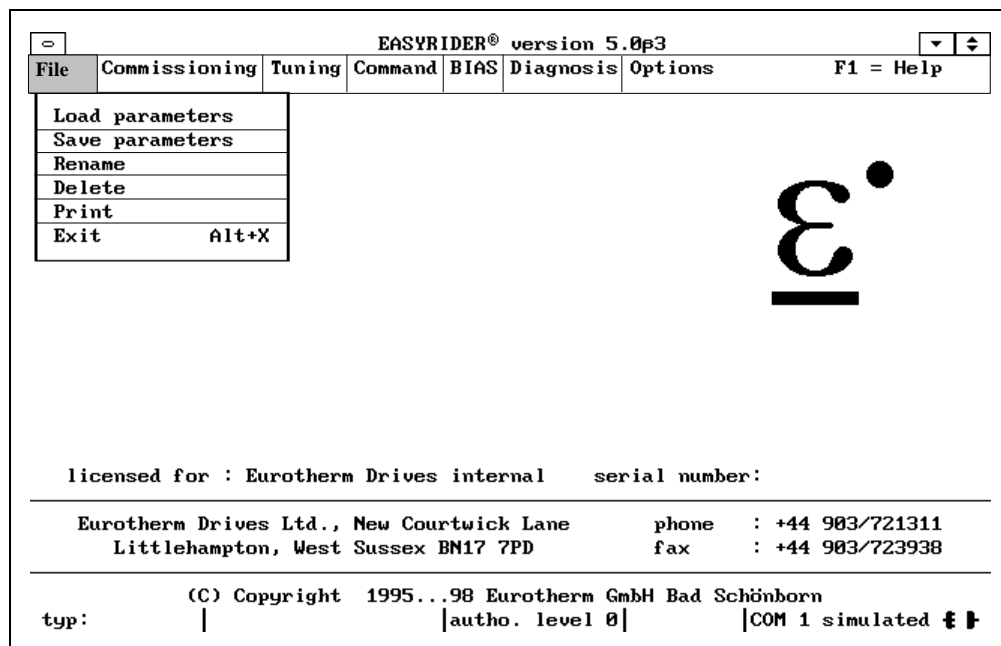 EASYRIDER® version 5.0β3
File Commissioning Tuning Command BIAS Diagnosis Options F1 = Help
Load parameters
Save parameters
Rename
Delete
Print
Exit Alt+X
ε
licensed for : Eurotherm Drives internal serial number:
Eurotherm Drives Ltd., New Courtwick Lane phone : +44 903/721311
Littlehampton, West Sussex BN17 7PD fax : +44 903/723938
(C) Copyright 1995...98 Eurotherm GmbH Bad Schönborn
typ: autho. level 0 COM 1 simulated